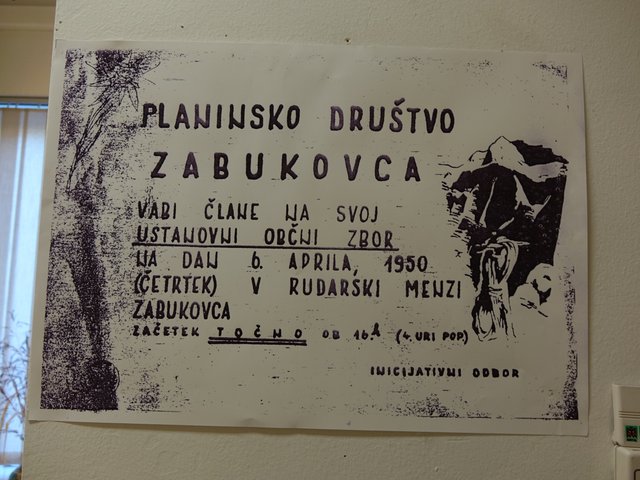 PLANINSKO DRUŠTVO
ZABUKOVCA
VABI ČLANE NA SVOJ
USTANOVNI OBČNI ZBOR
NA DAN 6. APRILA, 1950
(ČETRTEK) V RUDARSKI MENZI
ZABUKOVCA
ZAČETEK TOČNO OB 16h (4. URI POP)
INICIJATIVNI ODBOR